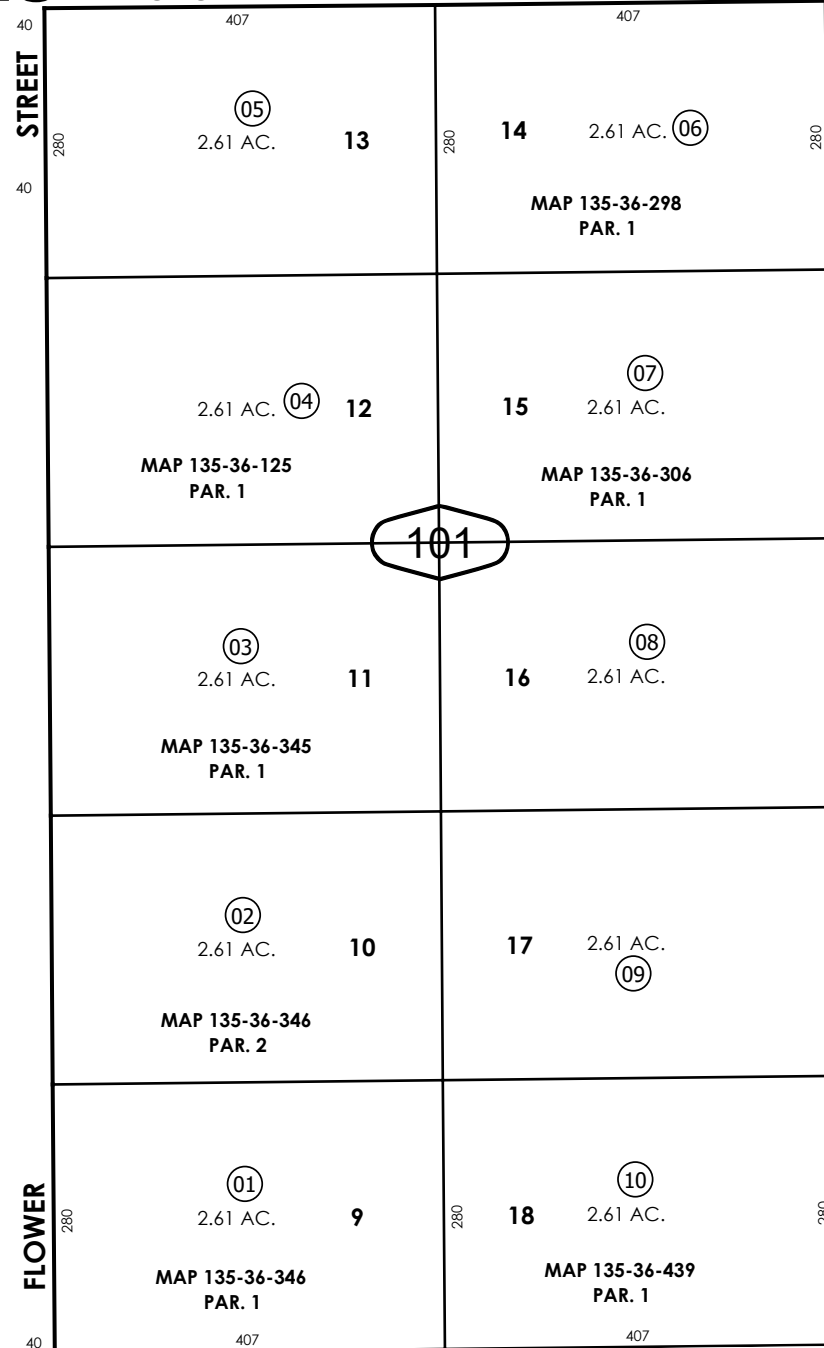 40
407
407
STREET
280
05
2.61 AC.
13
280
14
2.61 AC.
06
280
40
MAP 135-36-298
PAR. 1
2.61 AC.
04
12
MAP 135-36-125
PAR. 1
07
15
2.61 AC.
MAP 135-36-306
PAR. 1
101
03
2.61 AC.
11
MAP 135-36-345
PAR. 1
08
16
2.61 AC.
02
2.61 AC.
10
MAP 135-36-346
PAR. 2
17
2.61 AC.
09
FLOWER
280
01
2.61 AC.
9
MAP 135-36-346
PAR. 1
280
18
10
2.61 AC.
280
MAP 135-36-439
PAR. 1
40
407
407